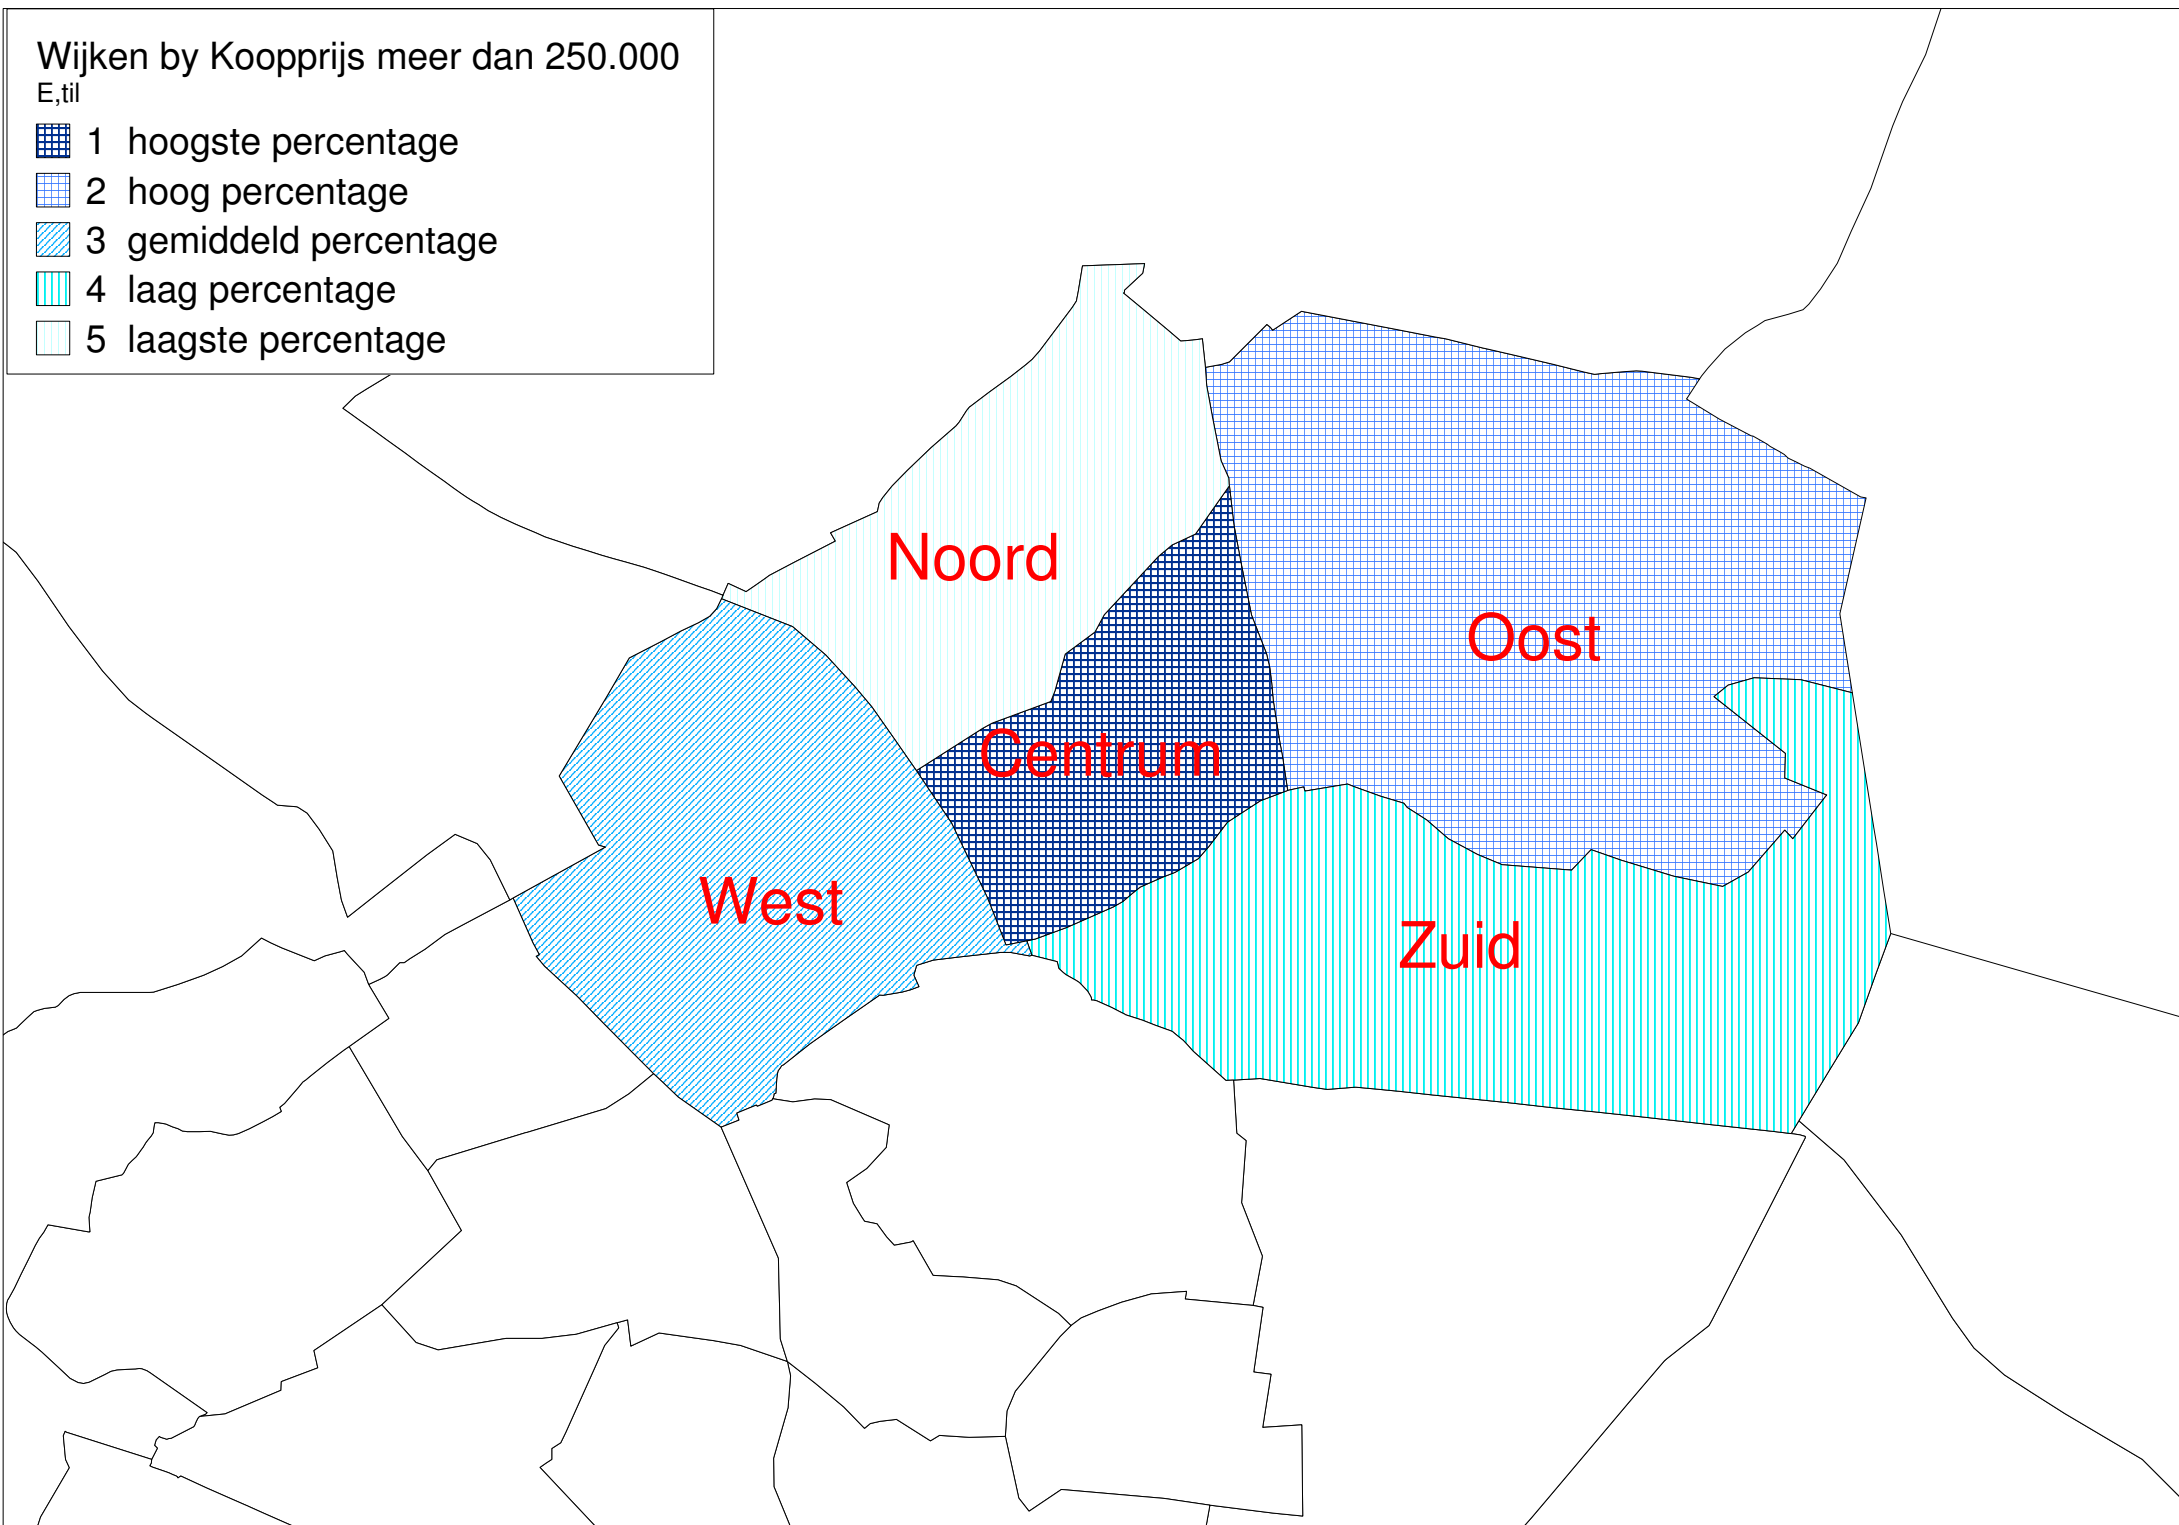 Wijken by Koopprijs meer dan 250.000
E,til
1 hoogste percentage
2 hoog percentage
3 gemiddeld percentage
4 laag percentage
5 laagste percentage
Noord
Oost
Centrum
West
Zuid